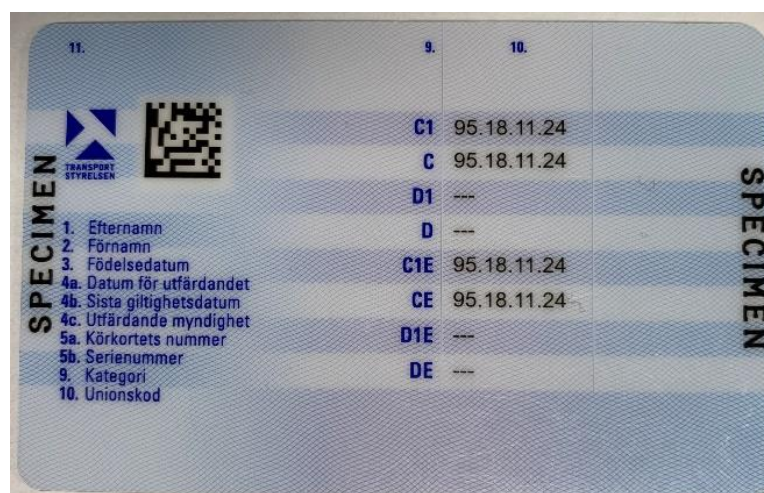 11.
9.
10.
TRANSPORT
STYRELSEN
SPECIMEN
C1 95.18.11.24
C 95.18.11.24
D1 ---
D ---
C1E 95.18.11.24
CE 95.18.11.24
D1E ---
DE ---
1. Efternamn
2. Förnamn
3. Födelsedatum
4a. Datum för utfärdandet
4b. Sista giltighetsdatum
4c. Utfärdande myndighet
5a. Körkortets nummer
5b. Serienummer
9. Kategori
10. Unionskod
SPECIMEN